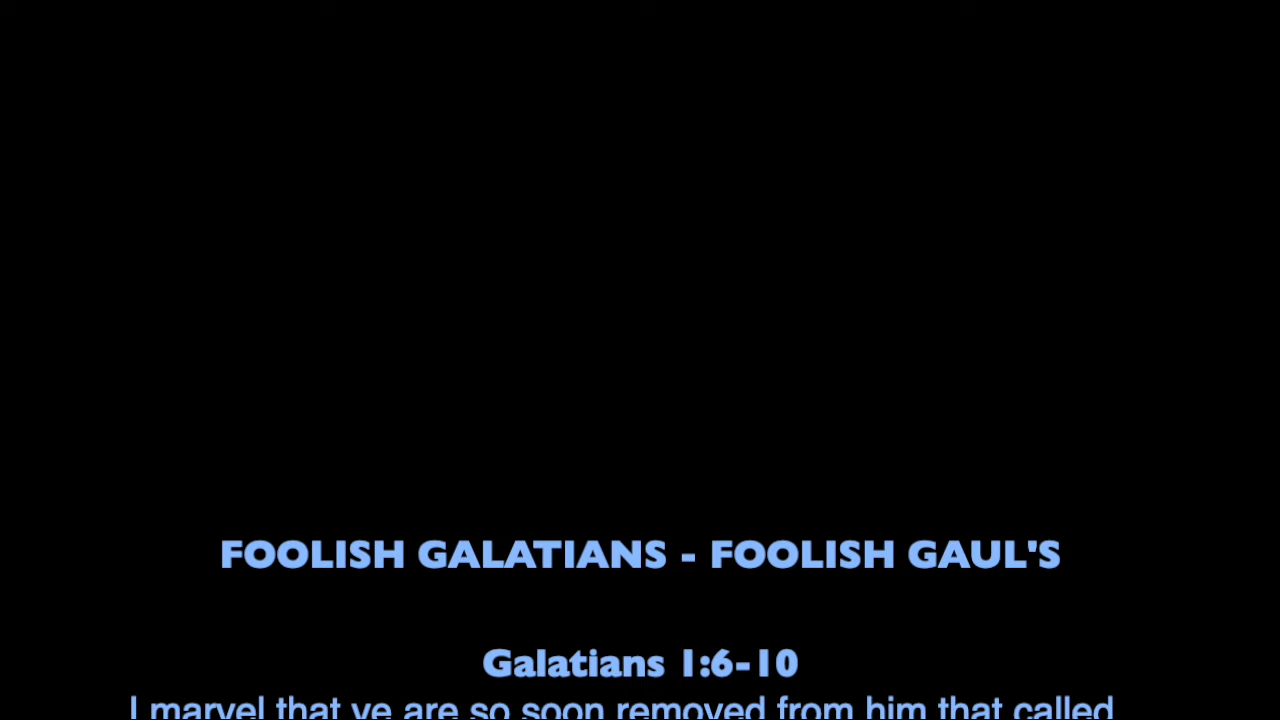 FOOLISH GALATIANS - FOOLISH GAUL'S
Galatians 1:6-10
I marvel that ye are so soon removed from him that called